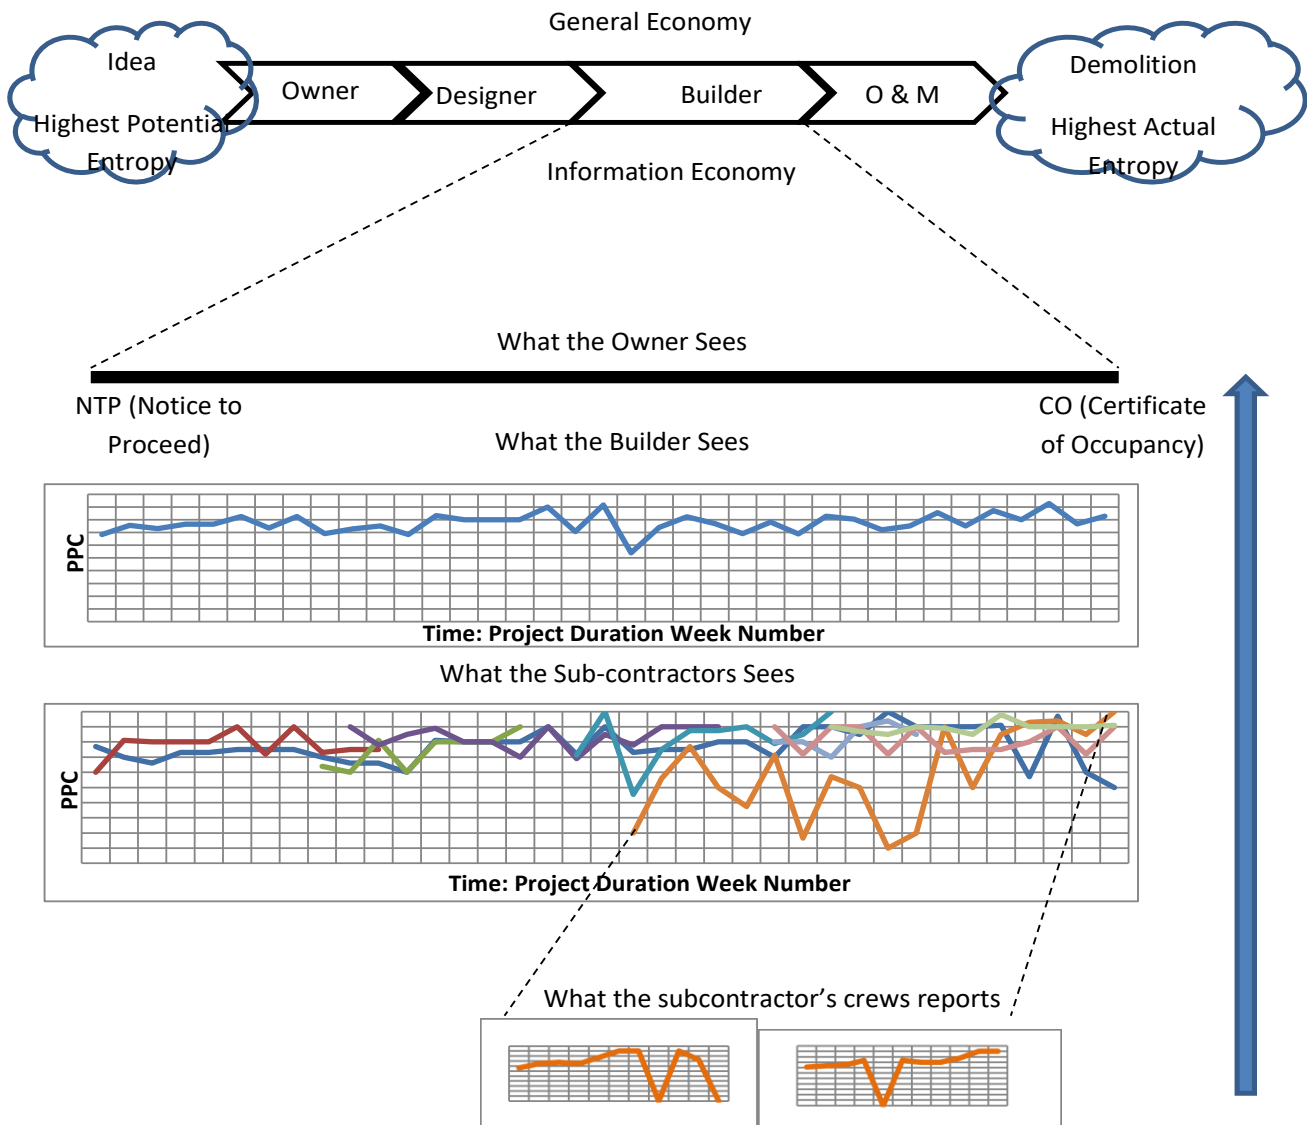 General Economy
Idea
Highest Potential
Entropy
Owner
Designer
Builder
O & M
Demolition
Highest Actual
Entropy
Information Economy
What the Owner Sees
NTP (Notice to
Proceed)
CO (Certificate
of Occupancy)
What the Builder Sees
PPC
Time: Project Duration Week Number
What the Sub-contractors Sees
PPC
Time: Project Duration Week Number
What the subcontractor’s crews reports